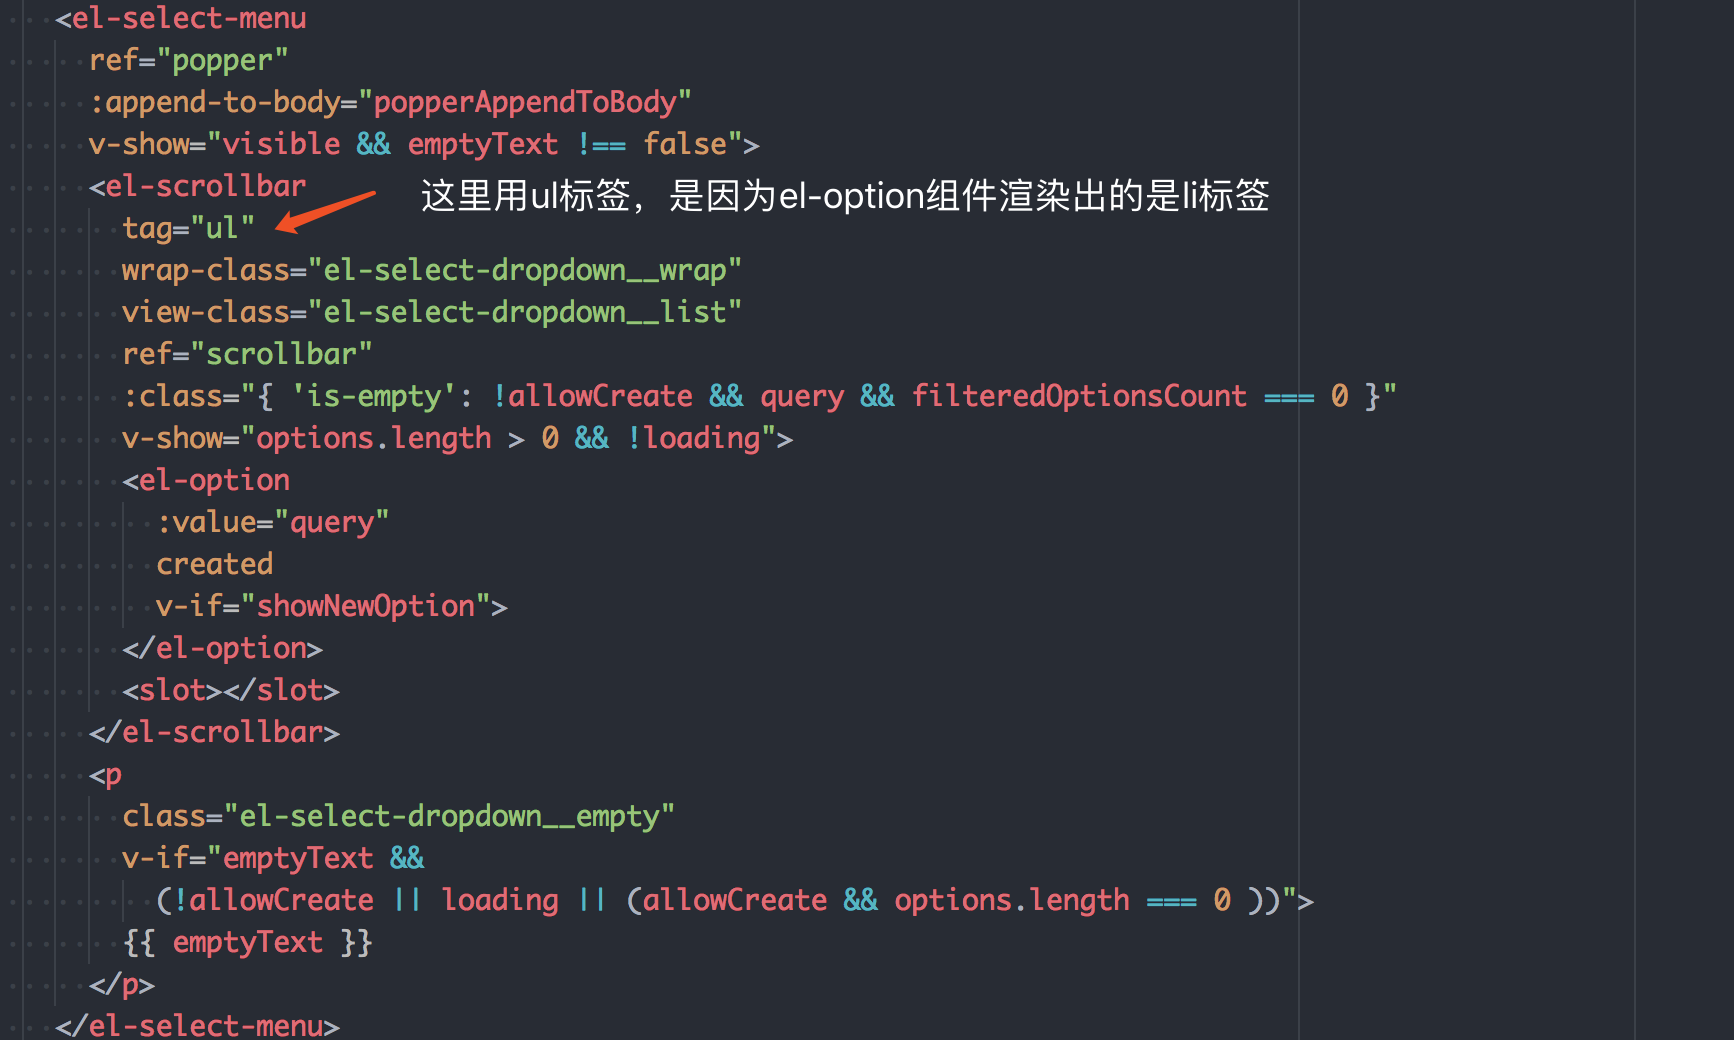 <el-select-menu
ref="popper"
:append-to-body="popperAppendToBody"
v-show="visible && emptyText !== false">
<el-scrollbar
这里用ul标签，是因为el-option组件渲染出的是li标签
tag="ul"
wrap-class="el-select-dropdown__wrap"
view-class="el-select-dropdown__list"
ref="scrollbar"
:class="{ 'is-empty': !allowCreate && query && filteredOptionsCount === 0 }"
v-show="options.length > 0 && !loading">
<el-option
:value="query"
created
v-if="showNewOption">
</el-option>
<slot></slot>
</el-scrollbar>
<p
class="el-select-dropdown__empty"
v-if="emptyText &&
(!allowCreate || loading || (allowCreate && options.length === 0 ))">
{{ emptyText }}
</p>
</el-select-menu>